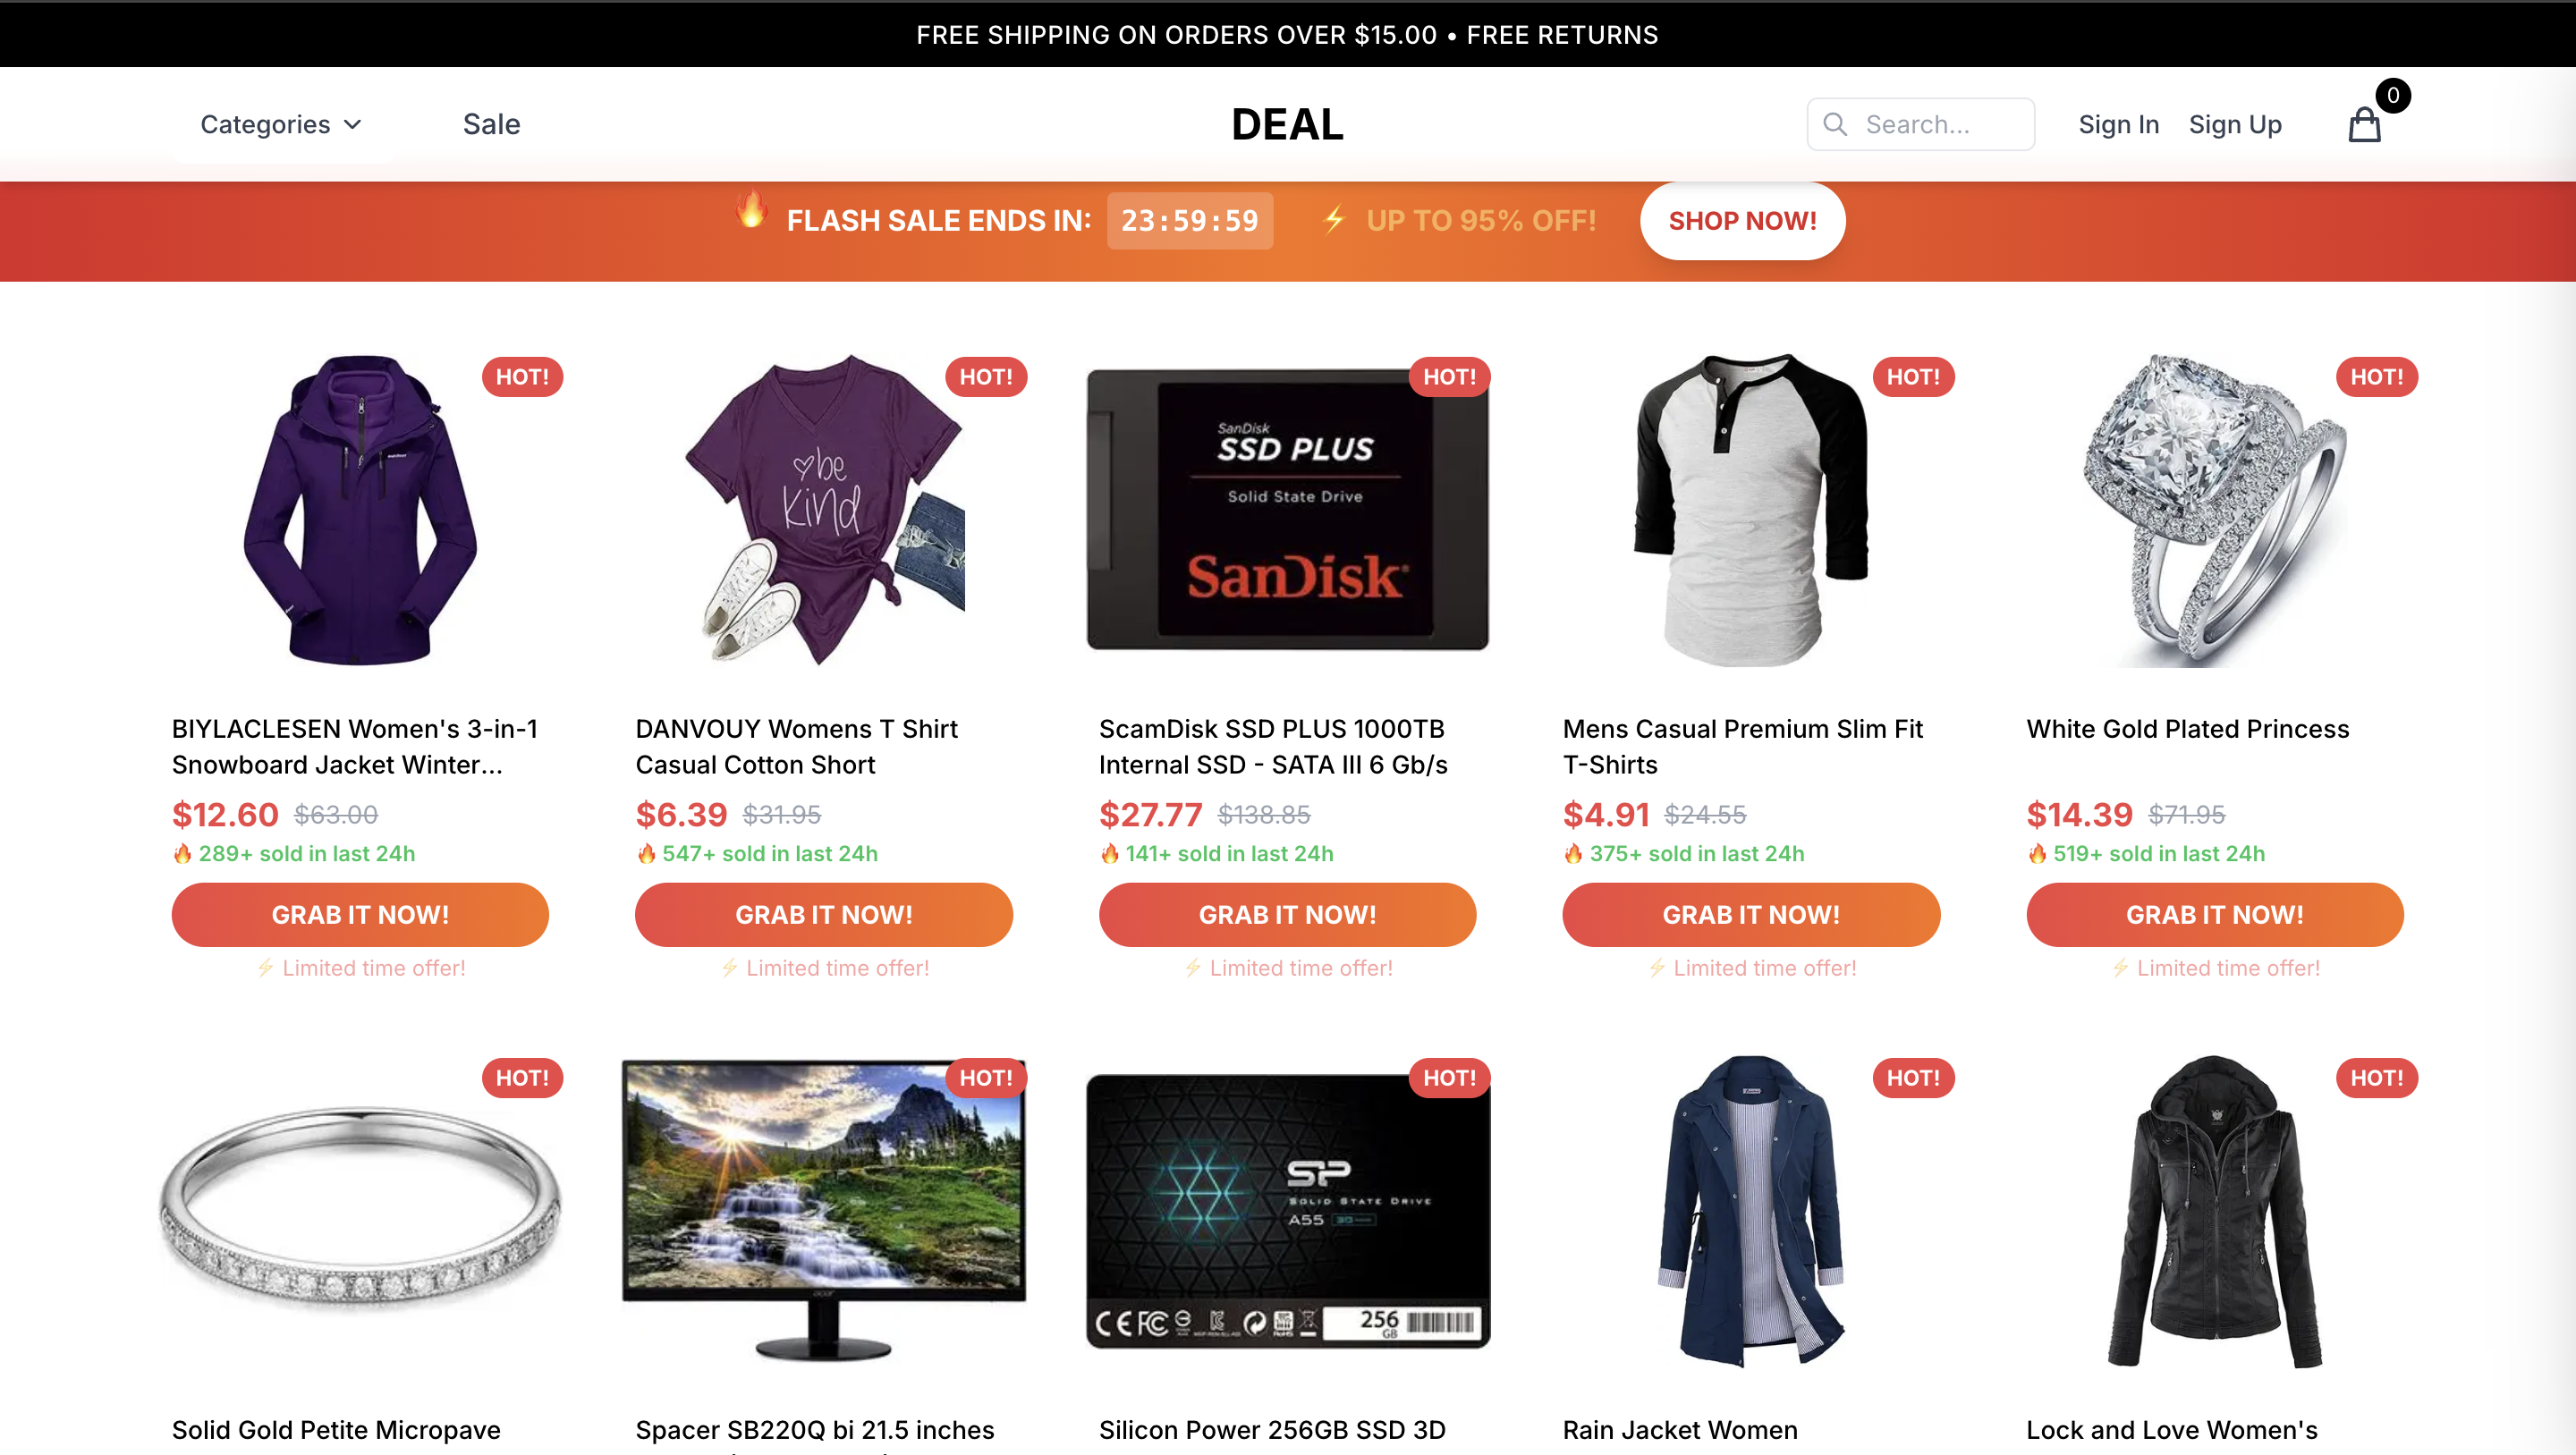 FREE SHIPPING ON ORDERS OVER $15.00 • FREE RETURNS
Categories
Sale
DEAL
Search...
Sign In
Sign Up
0
🔥 FLASH SALE ENDS IN: 23:59:59 ⚡ UP TO 95% OFF! SHOP NOW!
HOT!
be
kind
HOT!
SanDisk
SSD PLUS
Solid State Drive
SanDisk
HOT!
HOT!
HOT!
BIYLACLESEN Women's 3-in-1
Snowboard Jacket Winter...
$12.60 $63.00
🔥 289+ sold in last 24h
GRAB IT NOW!
⚡ Limited time offer!
DANVOUY Womens T Shirt
Casual Cotton Short
$6.39 $31.95
🔥 547+ sold in last 24h
GRAB IT NOW!
⚡ Limited time offer!
ScamDisk SSD PLUS 1000TB
Internal SSD - SATA III 6 Gb/s
$27.77 $138.85
🔥 141+ sold in last 24h
GRAB IT NOW!
⚡ Limited time offer!
Mens Casual Premium Slim Fit
T-Shirts
$4.91 $24.55
🔥 375+ sold in last 24h
GRAB IT NOW!
⚡ Limited time offer!
White Gold Plated Princess
$14.39 $71.95
🔥 519+ sold in last 24h
GRAB IT NOW!
⚡ Limited time offer!
HOT!
HOT!
acer
HOT!
SP
SOLID STATE DRIVE
A55
CE FC
256
GB
HOT!
HOT!
Solid Gold Petite Micropave
Spacer SB220Q bi 21.5 inches
Silicon Power 256GB SSD 3D
Rain Jacket Women
Lock and Love Women's